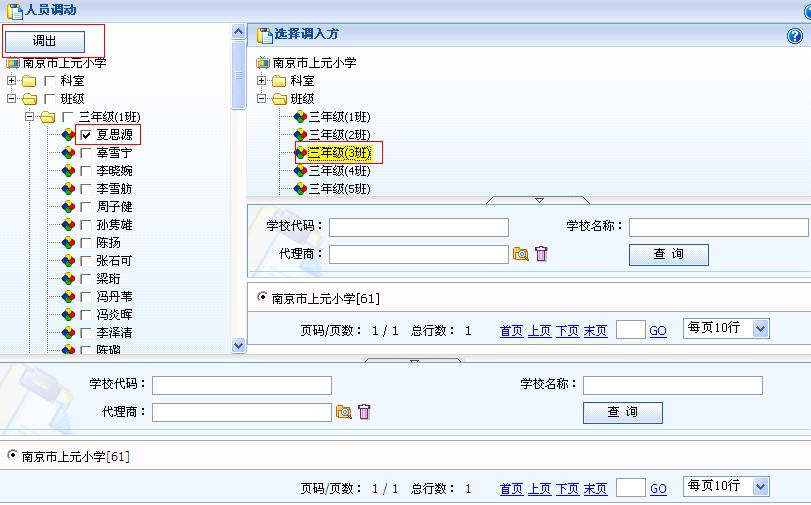 人员调动
调出
南京市上元小学
科室
班级
三年级(1班)
夏思源
辜雪宁
李晓婉
李雪舫
周子健
孙勇雄
陈扬
张石可
梁珩
冯丹苇
冯炎晖
李泽清
陈璐
选择调入方
南京市上元小学
科室
班级
三年级(1班)
三年级(2班)
三年级(3班)
三年级(4班)
三年级(5班)
学校代码： 学校名称：
代理商： 查 询
南京市上元小学[61]
页码/页数： 1 / 1 总行数： 1 首页 上页 下页 末页 GO 每页10行
学校代码： 学校名称：
代理商： 查 询
南京市上元小学[61]
页码/页数： 1 / 1 总行数： 1 首页 上页 下页 末页 GO 每页10行